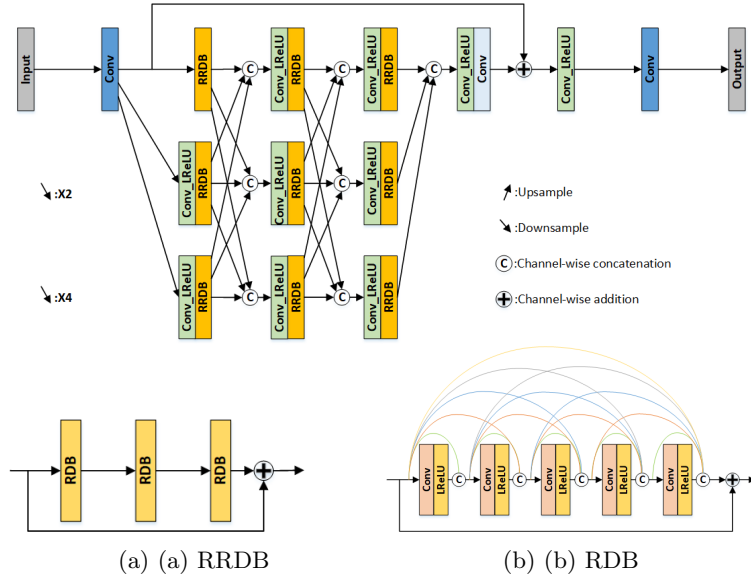 Input
Conv
RRDB
C
Conv_LReLU
RRDB
C
Conv_LReLU
RRDB
C
Conv_LReLU
Conv
Conv_LReLU
Conv
Output
Conv_LReLU
RRDB
C
Conv_LReLU
RRDB
C
Conv_LReLU
RRDB
Conv_LReLU
RRDB
C
Conv_LReLU
RRDB
C
Conv_LReLU
RRDB
:X2
:X4
:Upsample
:Downsample
C :Channel-wise concatenation
:Channel-wise addition
RDB
RDB
RDB
Conv
LReLU
C
Conv
LReLU
C
Conv
LReLU
C
Conv
LReLU
C
Conv
LReLU
C
(a) (a) RRDB
(b) (b) RDB